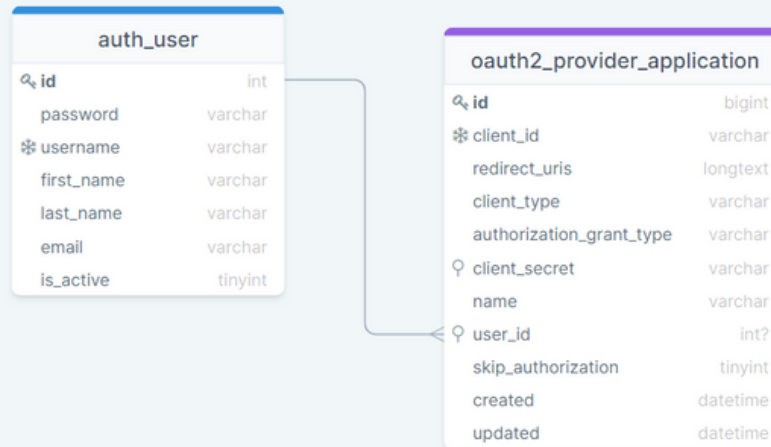 auth_user
id int
password varchar
username varchar
first_name varchar
last_name varchar
email varchar
is_active tinyint
oauth2_provider_application
id bigint
client_id varchar
redirect_uris longtext
client_type varchar
authorization_grant_type varchar
client_secret varchar
name varchar
user_id int?
skip_authorization tinyint
created datetime
updated datetime